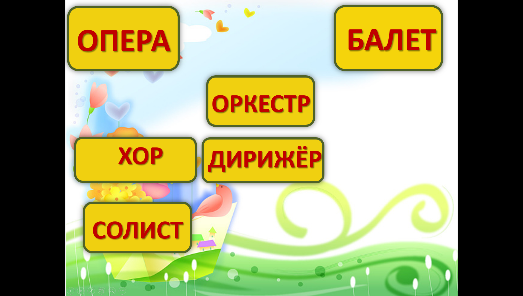 ОПЕРА
БАЛЕТ
ОРКЕСТР
ХОР
ДИРИЖЁР
СОЛИСТ